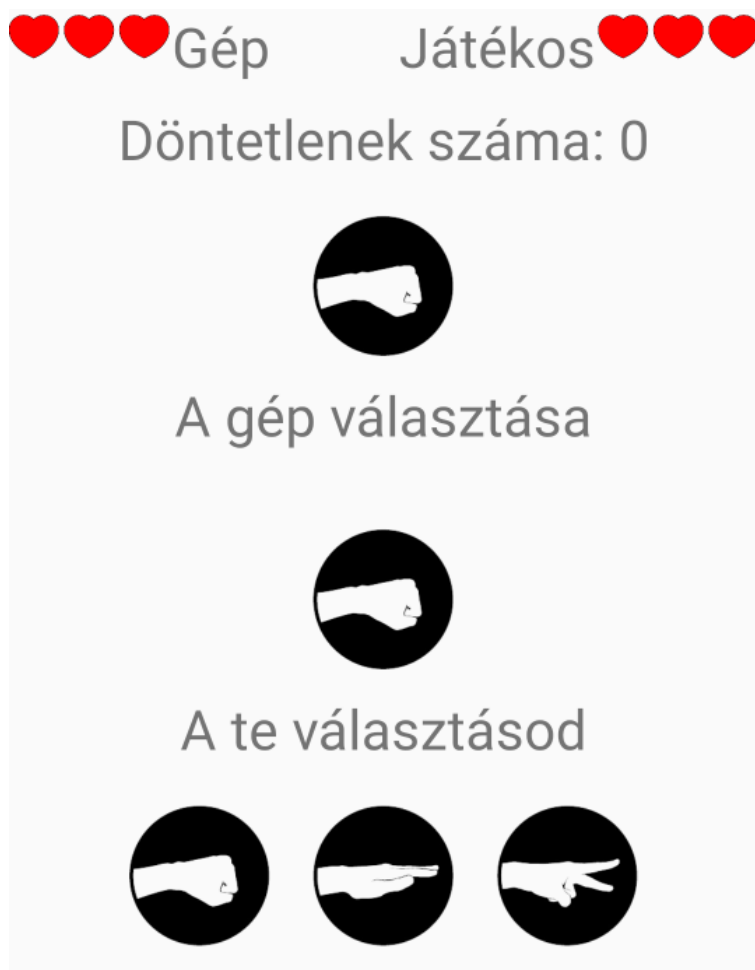 Gép Játékos
Döntetlenek száma: 0
A gép választása
A te választásod